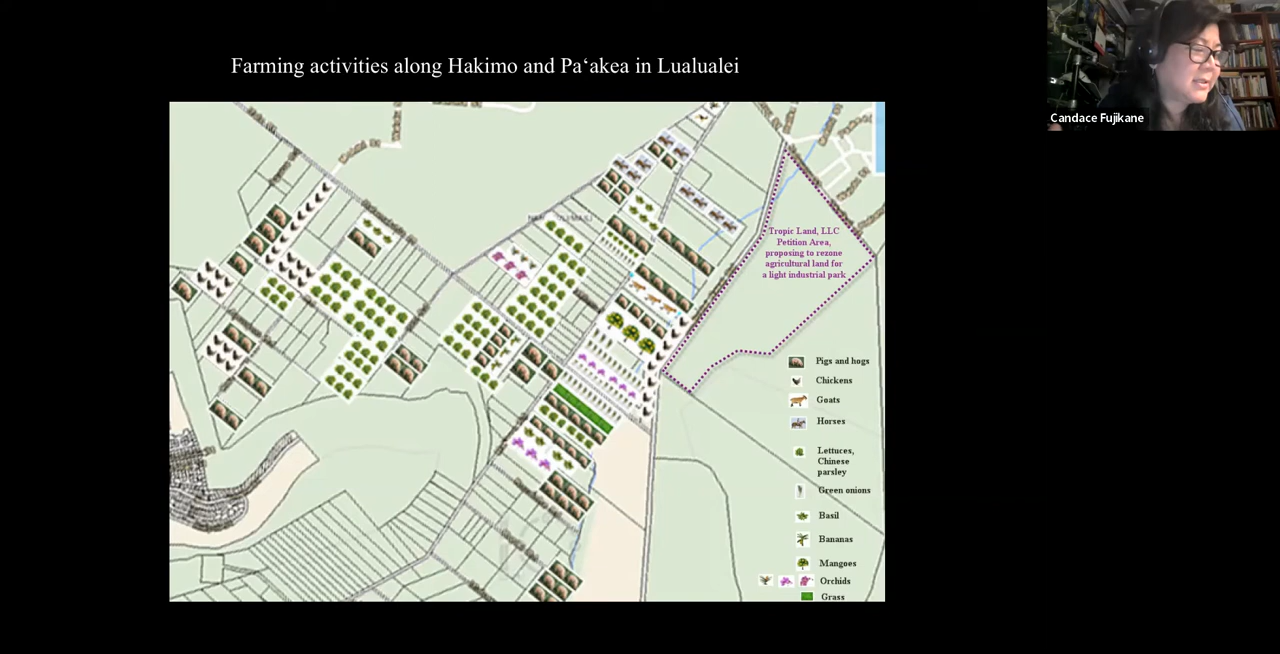 Farming activities along Hakimo and Pa‘akea in Lualualei
Candace Fujikane
Tropic Land, LLC
Petition Area,
proposing to rezone
agricultural land for
a light industrial park
Pigs and hogs
Chickens
Goats
Horses
Lettuces,
Chinese
parsley
Green onions
Basil
Bananas
Mangoes
Orchids
Grass